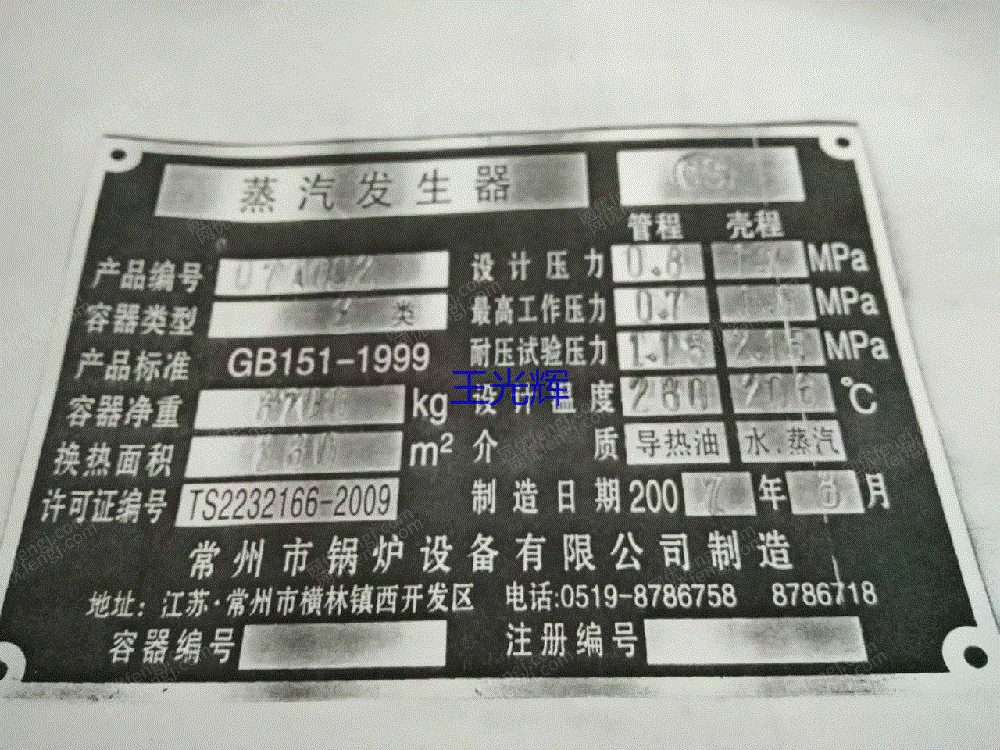 蒸汽发生器
管程 壳程
产品编号 设计压力 0.8 MPa
容器类型 2 类 最高工作压力 0.7 MPa
产品标准 GB151-1999 耐压试验压力 MPa
容器净重 kg 设计温度 280 ℃
王光辉
换热面积 130 m² 介质 导热油 水.蒸汽
许可证编号 TS2232166-2009 制造日期 2007年 月
常州市锅炉设备有限公司制造
地址：江苏·常州市横林镇西开发区 电话:0519-8786758 8786718
容器编号 注册编号